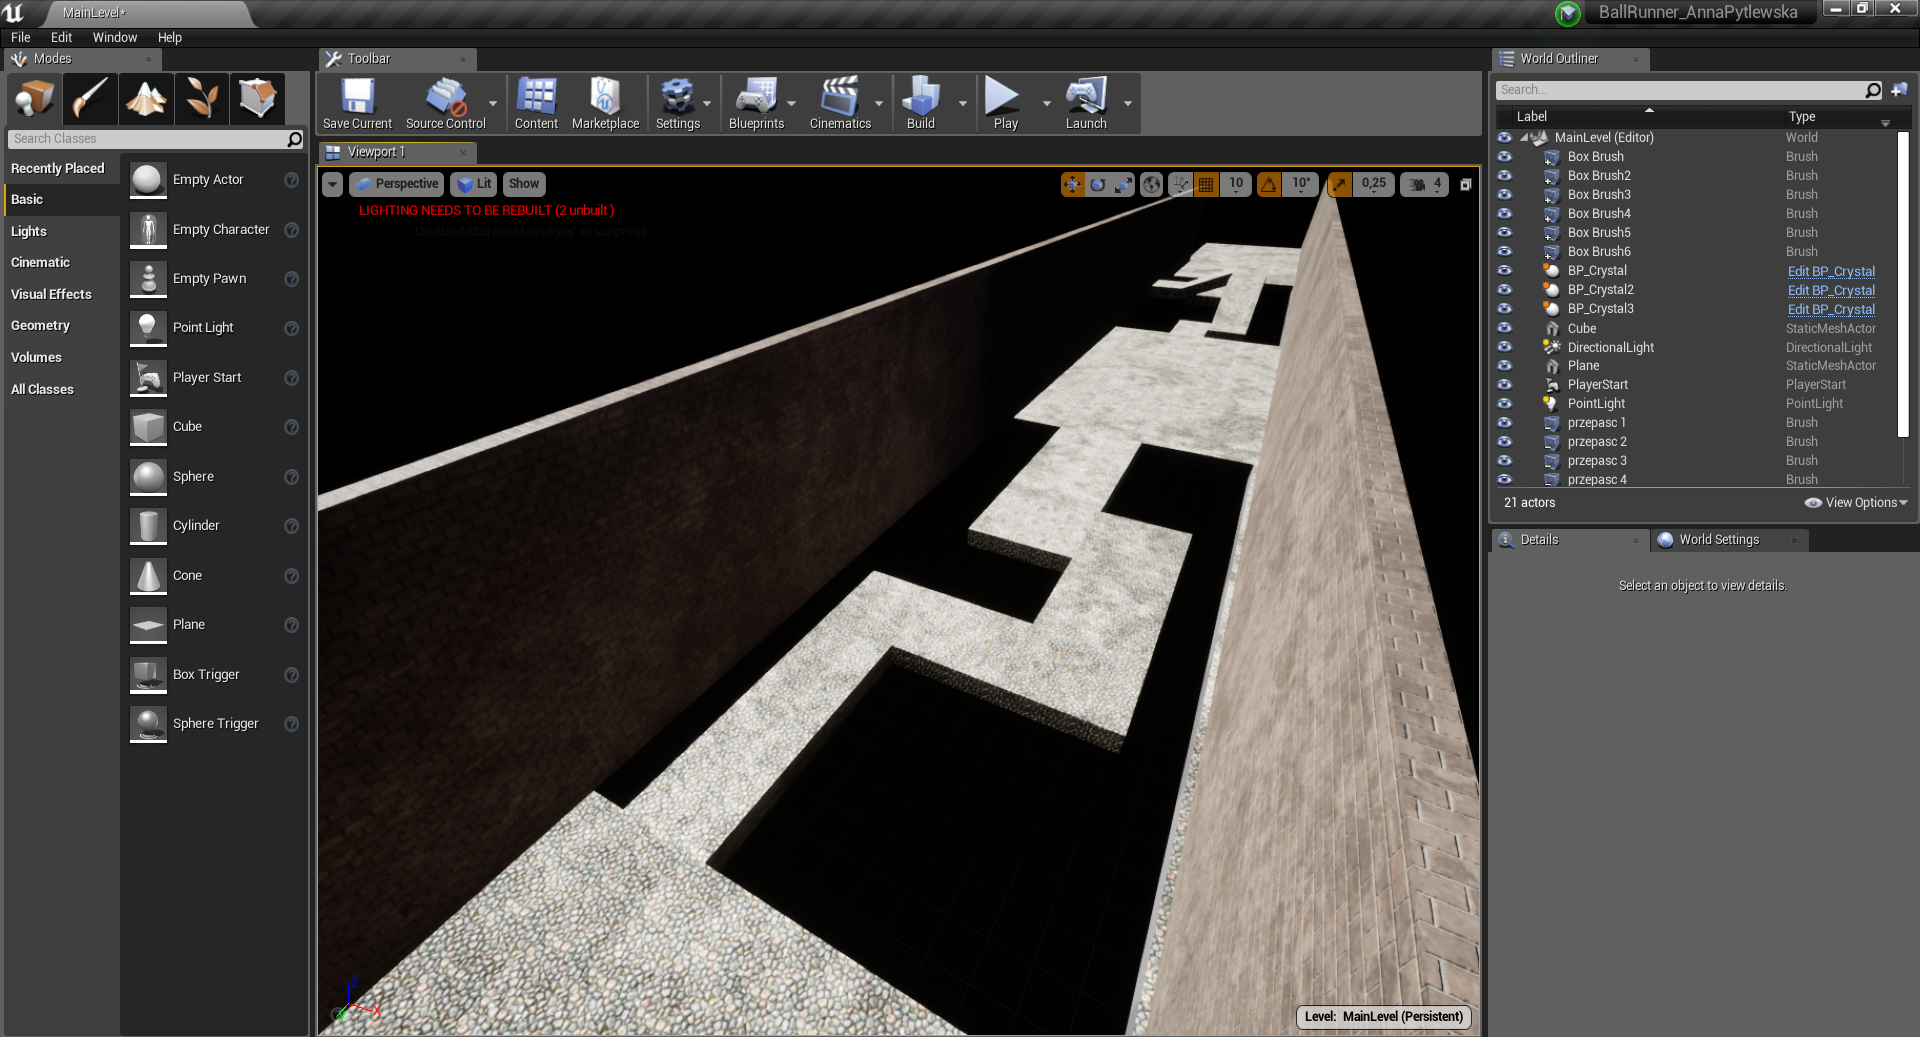 MainLevel*
BallRunner_AnnaPytlewska
File Edit Window Help
Modes
Toolbar
World Outliner
Save Current
Source Control
Content
Marketplace
Settings
Blueprints
Cinematics
Build
Play
Launch
Search Classes
Recently Placed
Basic
Lights
Cinematic
Visual Effects
Geometry
Volumes
All Classes
Empty Actor
Empty Character
Empty Pawn
Point Light
Player Start
Cube
Sphere
Cylinder
Cone
Plane
Box Trigger
Sphere Trigger
Viewport 1
Perspective Lit Show
10 10° 0,25 4
LIGHTING NEEDS TO BE REBUILT (2 unbuilt )
'DisableAllScreenMessages' to suppress
Z
X
Y
Level: MainLevel (Persistent)
Search...
Label Type
MainLevel (Editor) World
Box Brush Brush
Box Brush2 Brush
Box Brush3 Brush
Box Brush4 Brush
Box Brush5 Brush
Box Brush6 Brush
BP_Crystal Edit BP_Crystal
BP_Crystal2 Edit BP_Crystal
BP_Crystal3 Edit BP_Crystal
Cube StaticMeshActor
DirectionalLight DirectionalLight
Plane StaticMeshActor
PlayerStart PlayerStart
PointLight PointLight
przepasc 1 Brush
przepasc 2 Brush
przepasc 3 Brush
przepasc 4 Brush
21 actors View Options
Details World Settings
Select an object to view details.